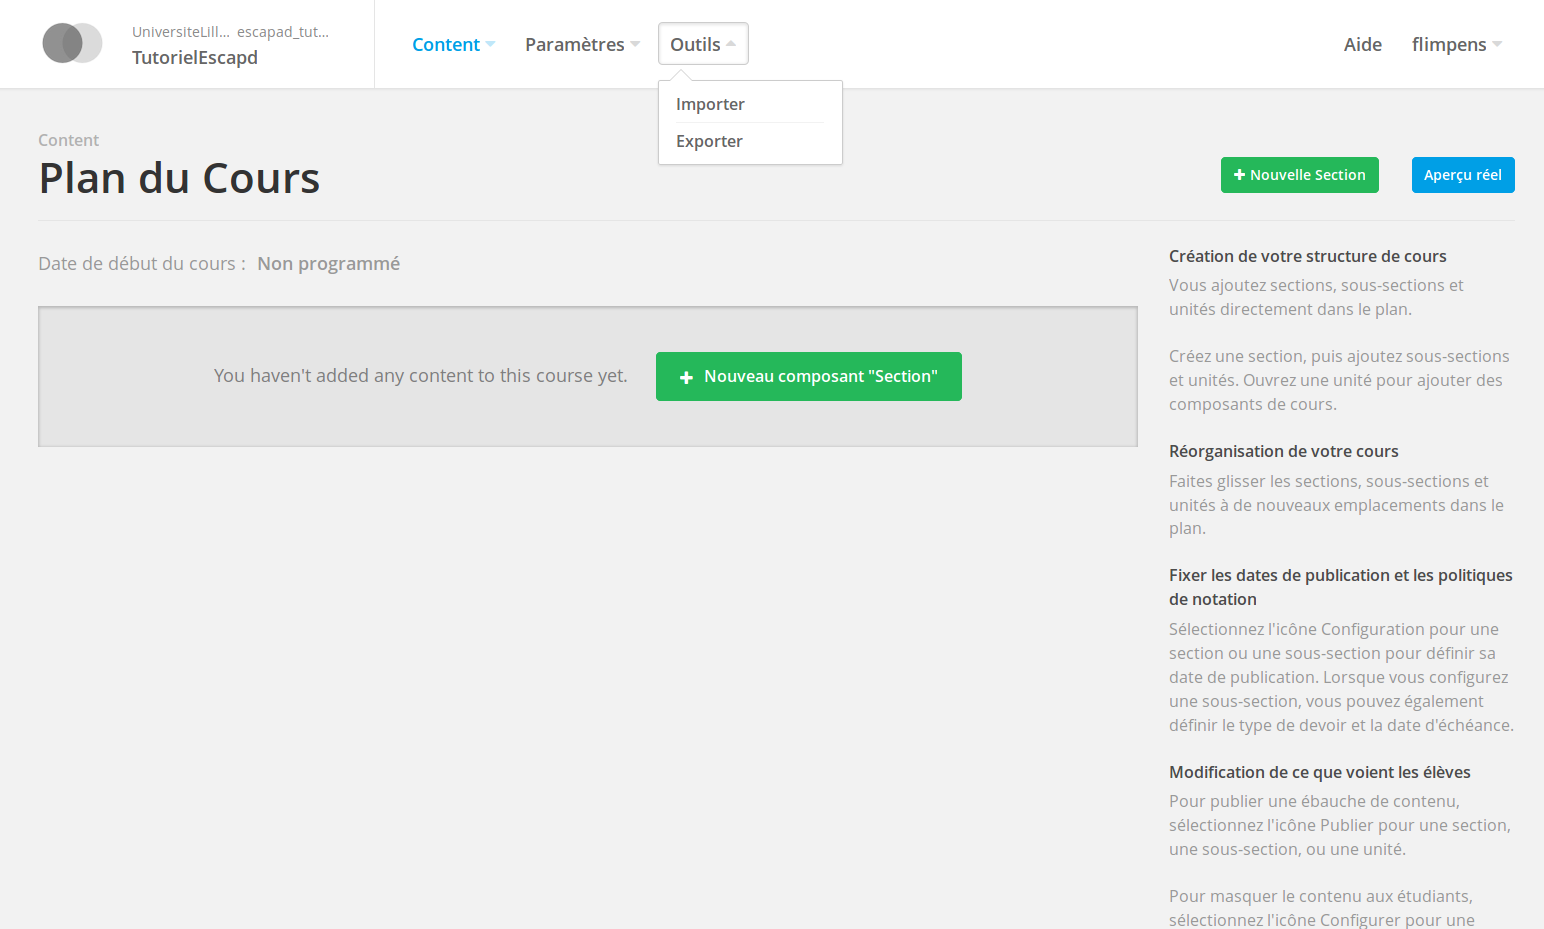 UniversiteLill... escapad_tut...
TutorielEscapd
Content
Paramètres
Outils
Aide
flimpens
Importer
Exporter
Content
Plan du Cours
+ Nouvelle Section
Aperçu réel
Date de début du cours : Non programmé
You haven't added any content to this course yet.
+ Nouveau composant "Section"
Création de votre structure de cours
Vous ajoutez sections, sous-sections et
unités directement dans le plan.
Créez une section, puis ajoutez sous-sections
et unités. Ouvrez une unité pour ajouter des
composants de cours.
Réorganisation de votre cours
Faites glisser les sections, sous-sections et
unités à de nouveaux emplacements dans le
plan.
Fixer les dates de publication et les politiques
de notation
Sélectionnez l'icône Configuration pour une
section ou une sous-section pour définir sa
date de publication. Lorsque vous configurez
une sous-section, vous pouvez également
définir le type de devoir et la date d'échéance.
Modification de ce que voient les élèves
Pour publier une ébauche de contenu,
sélectionnez l'icône Publier pour une section,
une sous-section, ou une unité.
Pour masquer le contenu aux étudiants,
sélectionnez l'icône Configurer pour une